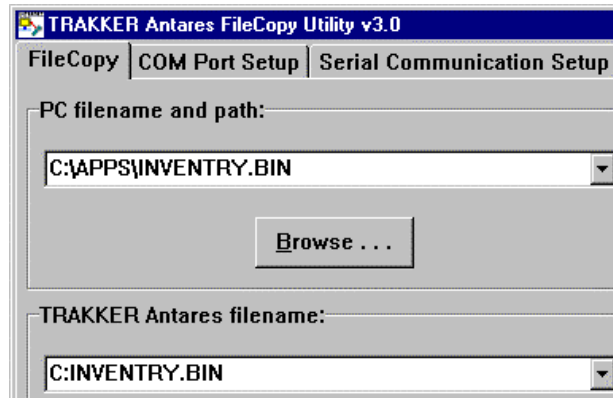 TRAKKER Antares FileCopy Utility v3.0
FileCopy COM Port Setup Serial Communication Setup
PC filename and path:
C:\APPS\INVENTRY.BIN
Browse . . .
TRAKKER Antares filename:
C:INVENTRY.BIN